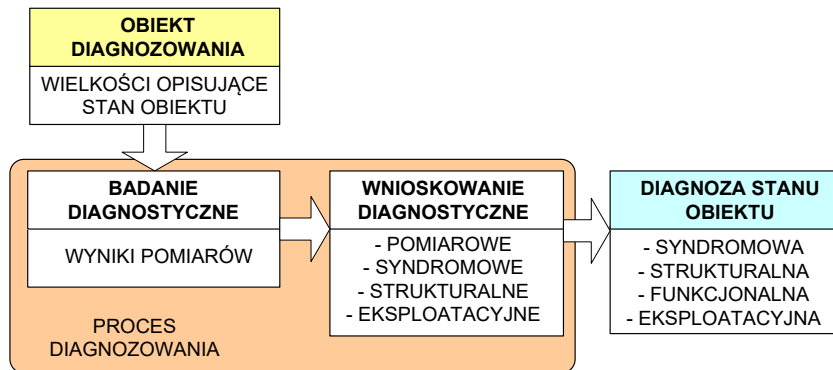 OBIEKT
DIAGNOZOWANIA
WIELKOŚCI OPISUJĄCE
STAN OBIEKTU
BADANIE
DIAGNOSTYCZNE
WYNIKI POMIARÓW
WNIOSKOWANIE
DIAGNOSTYCZNE
- POMIAROWE
- SYNDROMOWE
- STRUKTURALNE
- EKSPLOATACYJNE
DIAGNOZA STANU
OBIEKTU
- SYNDROMOWA
- STRUKTURALNA
- FUNKCJONALNA
- EKSPLOATACYJNA
PROCES
DIAGNOZOWANIA